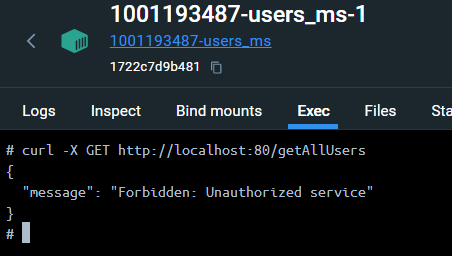 1001193487-users_ms-1
1001193487-users_ms
1722c7d9b481
Logs Inspect Bind mounts Exec Files Sta
# curl -X GET http://localhost:80/getAllUsers
{
"message": "Forbidden: Unauthorized service"
}
#